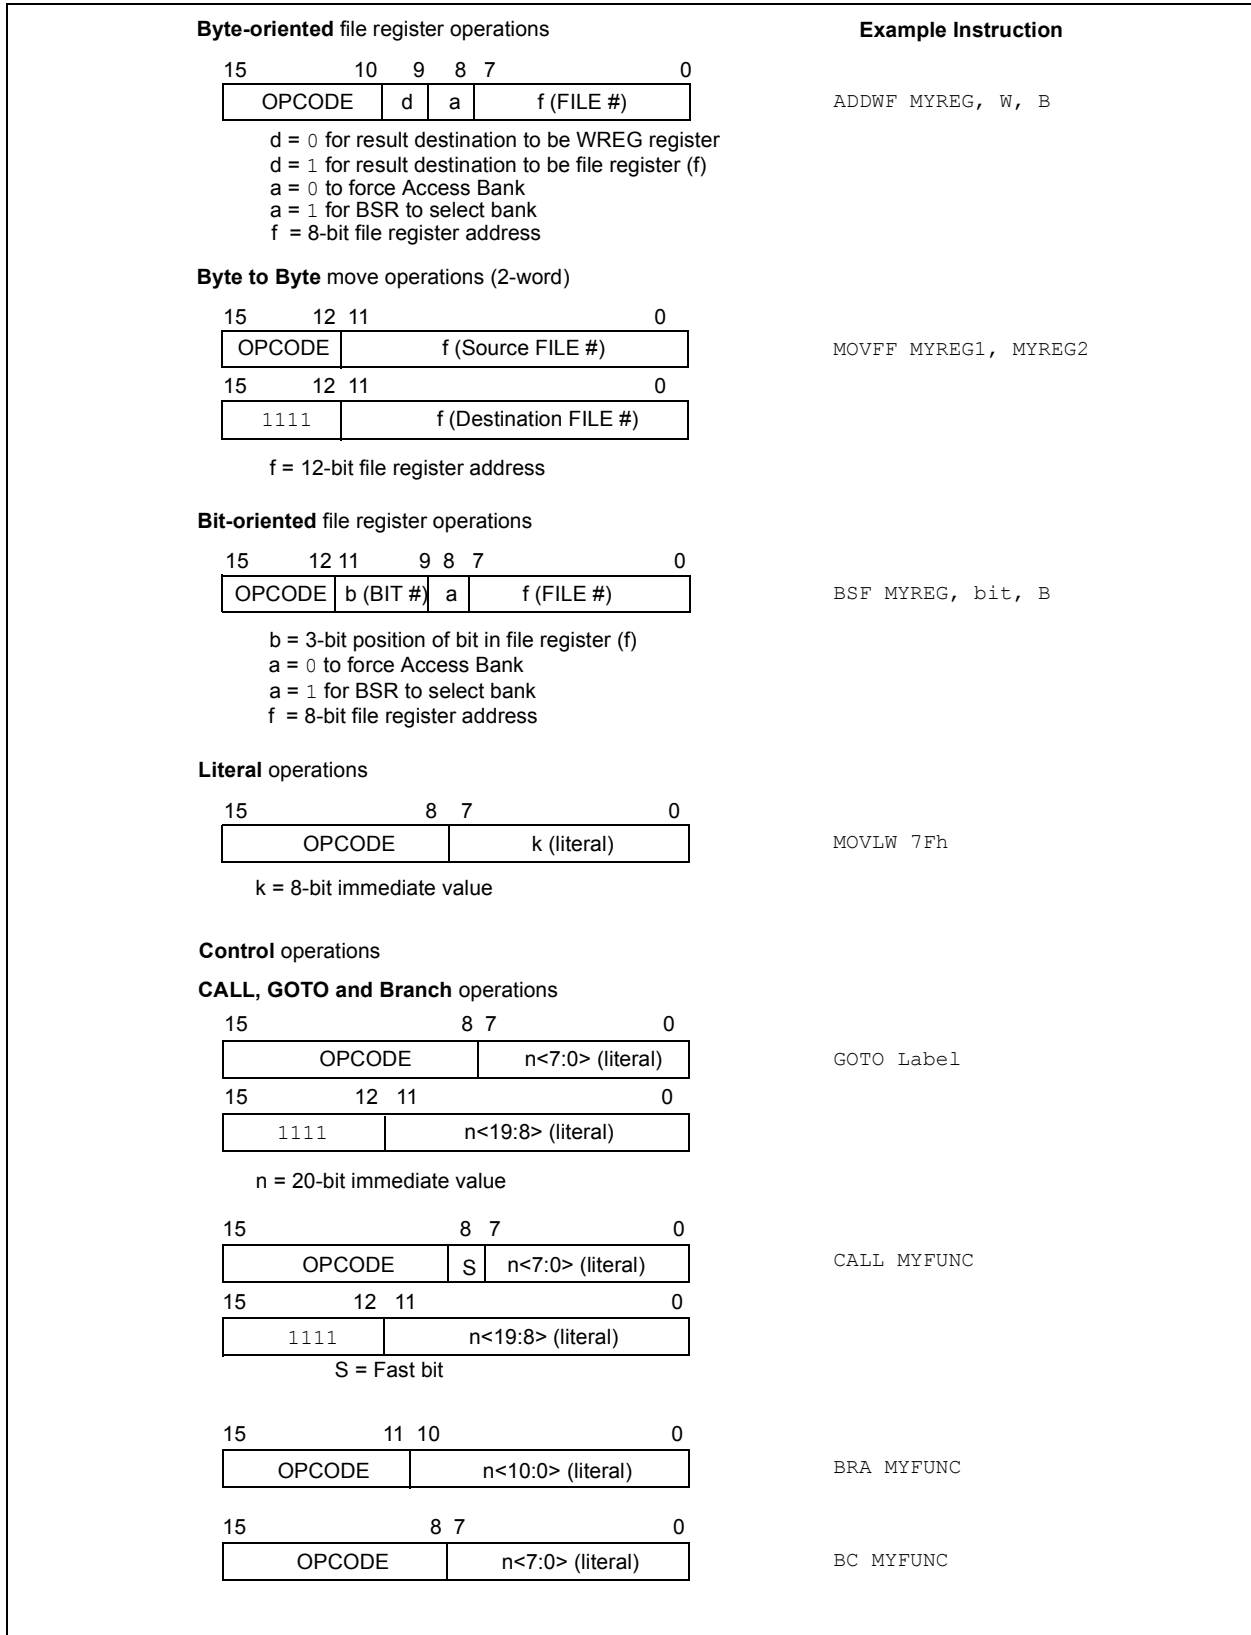 Byte-oriented file register operations Example Instruction
15 10 9 8 7 0
OPCODE d a f (FILE #) ADDWF MYREG, W, B
d = 0 for result destination to be WREG register
d = 1 for result destination to be file register (f)
a = 0 to force Access Bank
a = 1 for BSR to select bank
f = 8-bit file register address
Byte to Byte move operations (2-word)
15 12 11 0
OPCODE f (Source FILE #) MOVFF MYREG1, MYREG2
15 12 11 0
1111 f (Destination FILE #)
f = 12-bit file register address
Bit-oriented file register operations
15 12 11 9 8 7 0
OPCODE b (BIT #) a f (FILE #) BSF MYREG, bit, B
b = 3-bit position of bit in file register (f)
a = 0 to force Access Bank
a = 1 for BSR to select bank
f = 8-bit file register address
Literal operations
15 8 7 0
OPCODE k (literal) MOVLW 7Fh
k = 8-bit immediate value
Control operations
CALL, GOTO and Branch operations
15 8 7 0
OPCODE n<7:0> (literal) GOTO Label
15 12 11 0
1111 n<19:8> (literal)
n = 20-bit immediate value
15 8 7 0
OPCODE S n<7:0> (literal) CALL MYFUNC
15 12 11 0
1111 n<19:8> (literal)
S = Fast bit
15 11 10 0
OPCODE n<10:0> (literal) BRA MYFUNC
15 8 7 0
OPCODE n<7:0> (literal) BC MYFUNC